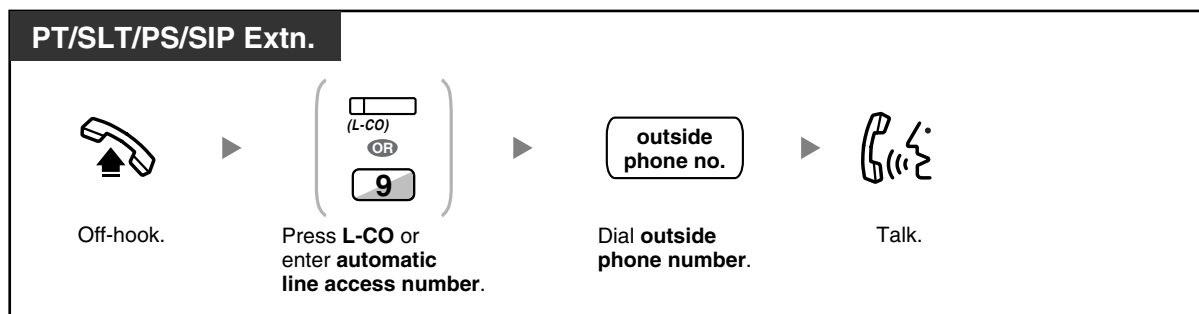 PT/SLT/PS/SIP Extn.
(L-CO)
OR
9
outside
phone no.
Off-hook.
Press L-CO or
enter automatic
line access number.
Dial outside
phone number.
Talk.